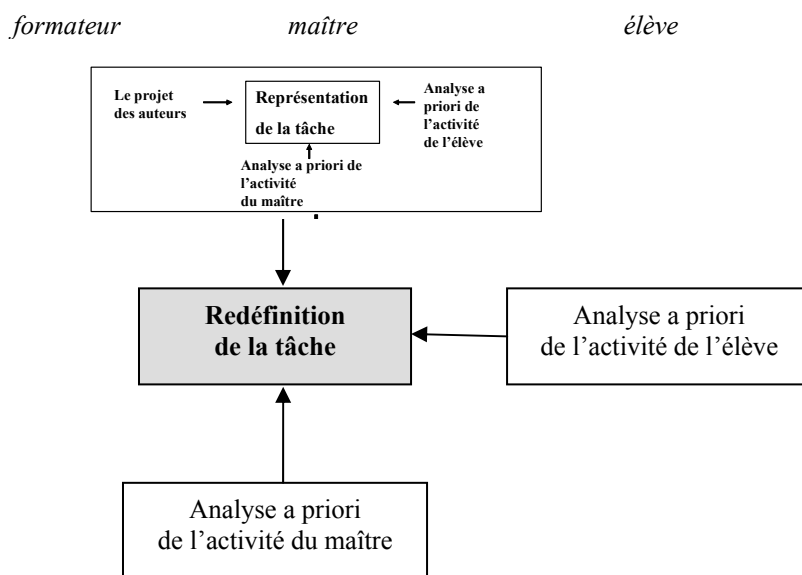 formateur maître élève
Le projet
des auteurs
Représentation
de la tâche
Analyse a
priori de
l'activité
de l'élève
Analyse a priori de
l'activité
du maître
Redéfinition
de la tâche
Analyse a priori
de l'activité de l'élève
Analyse a priori
de l'activité du maître